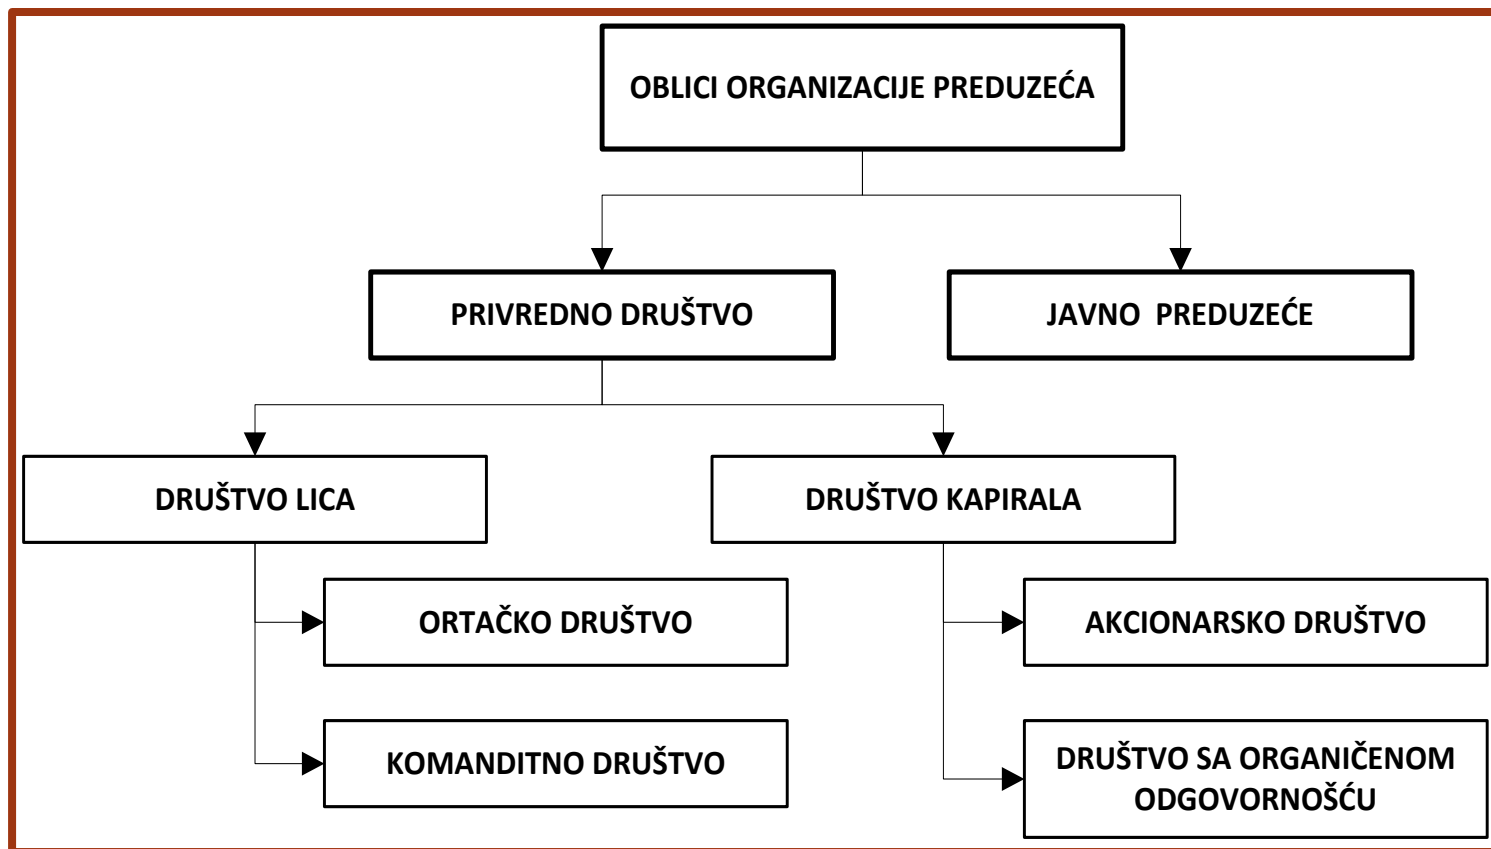 OBLICI ORGANIZACIJE PREDUZEĆA
PRIVREDNO DRUŠTVO
JAVNO PREDUZEĆE
DRUŠTVO LICA
DRUŠTVO KAPIRALA
ORTAČKO DRUŠTVO
AKCIONARSKO DRUŠTVO
KOMANDITNO DRUŠTVO
DRUŠTVO SA ORGANIČENOM
ODGOVORNOŠĆU